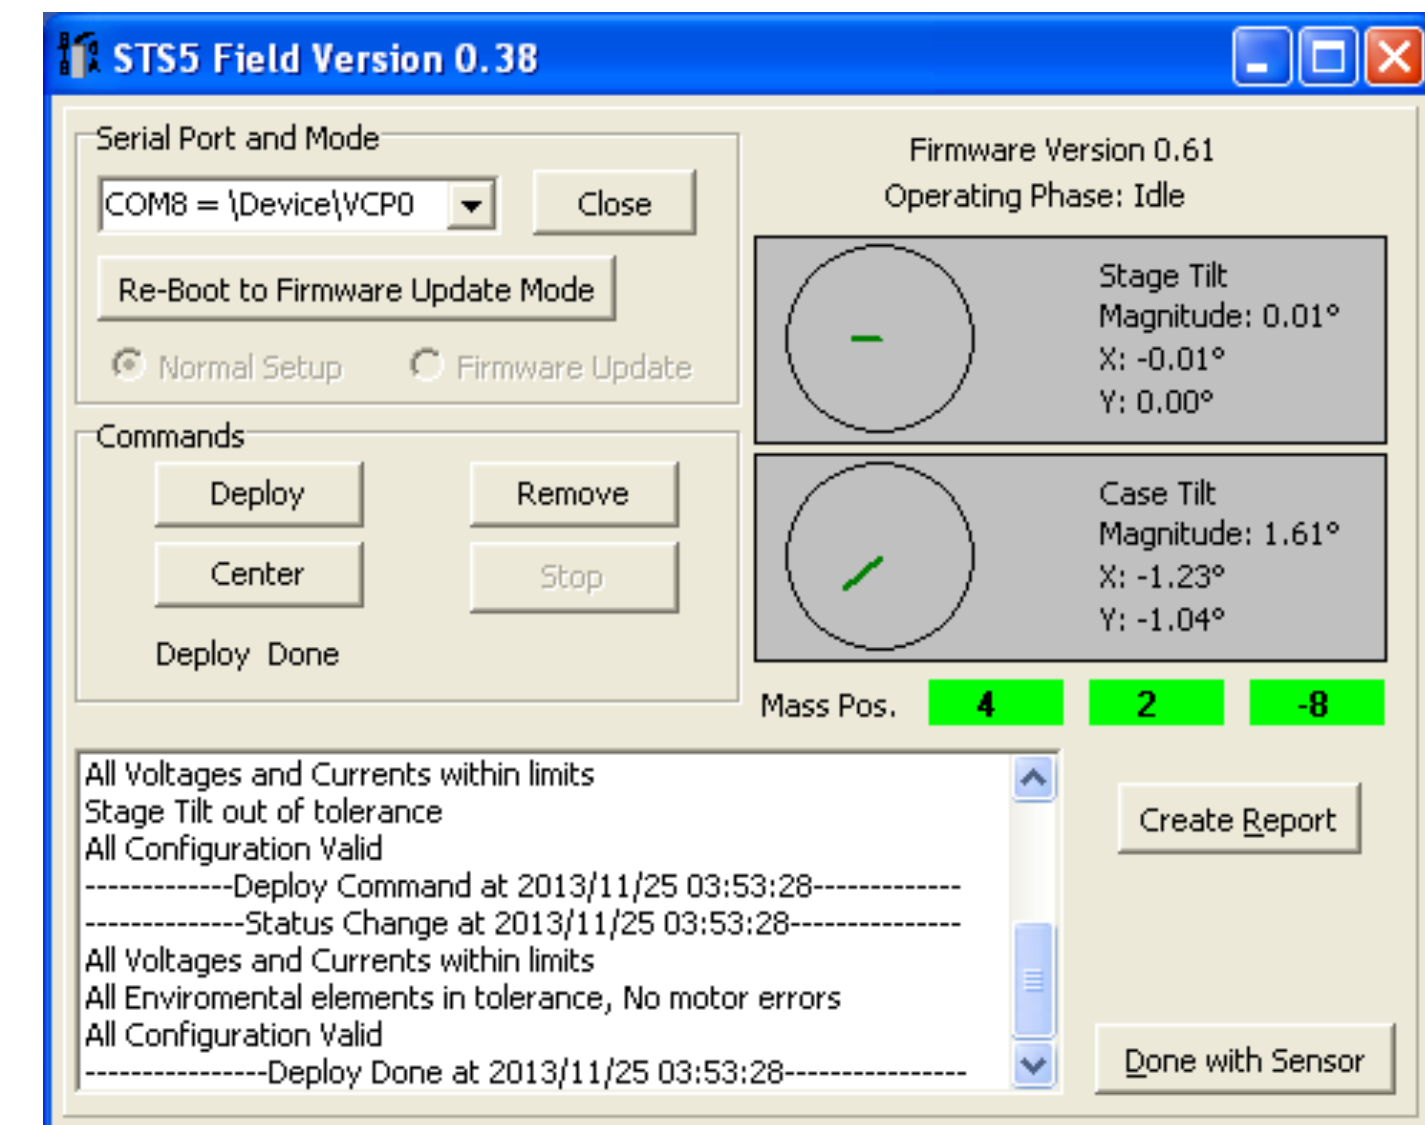 STS5 Field Version 0.38
Serial Port and Mode
COM8 = \Device\VCP0
Close
Re-Boot to Firmware Update Mode
Normal Setup
Firmware Update
Firmware Version 0.61
Operating Phase: Idle
Stage Tilt
Magnitude: 0.01°
X: -0.01°
Y: 0.00°
Commands
Deploy
Remove
Center
Stop
Deploy Done
Case Tilt
Magnitude: 1.61°
X: -1.23°
Y: -1.04°
Mass Pos. 4 2 -8
All Voltages and Currents within limits
Stage Tilt out of tolerance
All Configuration Valid
-------------Deploy Command at 2013/11/25 03:53:28-------------
--------------Status Change at 2013/11/25 03:53:28---------------
All Voltages and Currents within limits
All Enviromental elements in tolerance, No motor errors
All Configuration Valid
----------------Deploy Done at 2013/11/25 03:53:28----------------
Create Report
Done with Sensor